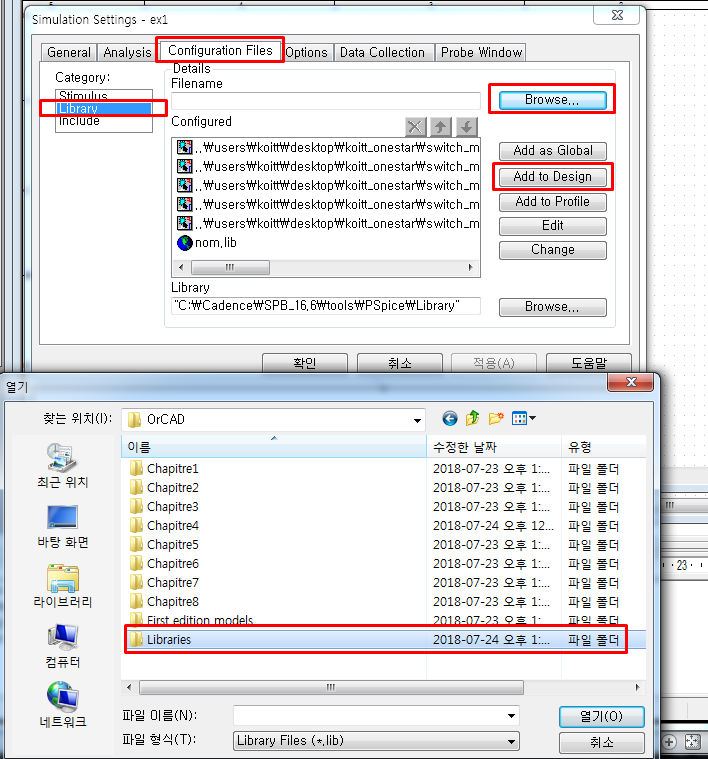 Simulation Settings - ex1
General Analysis Configuration Files Options Data Collection Probe Window
Category:
Stimulus
Library
Include
Details
Filename
Browse...
Configured
..₩users₩koitt₩desktop₩koitt_onestar₩switch_m
..₩users₩koitt₩desktop₩koitt_onestar₩switch_m
..₩users₩koitt₩desktop₩koitt_onestar₩switch_m
..₩users₩koitt₩desktop₩koitt_onestar₩switch_m
..₩users₩koitt₩desktop₩koitt_onestar₩switch_m
nom.lib
Add as Global
Add to Design
Add to Profile
Edit
Change
Library
"C:₩Cadence₩SPB_16.6₩tools₩PSpice₩Library"
Browse...
확인 취소 적용(A) 도움말
열기
찾는 위치(I): OrCAD
최근 위치
바탕 화면
라이브러리
컴퓨터
네트워크
이름 수정한 날짜 유형
Chapitre1 2018-07-23 오후 1:... 파일 폴더
Chapitre2 2018-07-23 오후 1:... 파일 폴더
Chapitre3 2018-07-23 오후 1:... 파일 폴더
Chapitre4 2018-07-24 오후 12... 파일 폴더
Chapitre5 2018-07-23 오후 1:... 파일 폴더
Chapitre6 2018-07-23 오후 1:... 파일 폴더
Chapitre7 2018-07-23 오후 1:... 파일 폴더
Chapitre8 2018-07-23 오후 1:... 파일 폴더
First edition models 2018-07-23 오후 1:... 파일 폴더
Libraries 2018-07-24 오후 1:... 파일 폴더
파일 이름(N): 열기(O)
파일 형식(T): Library Files (*.lib) 취소
23